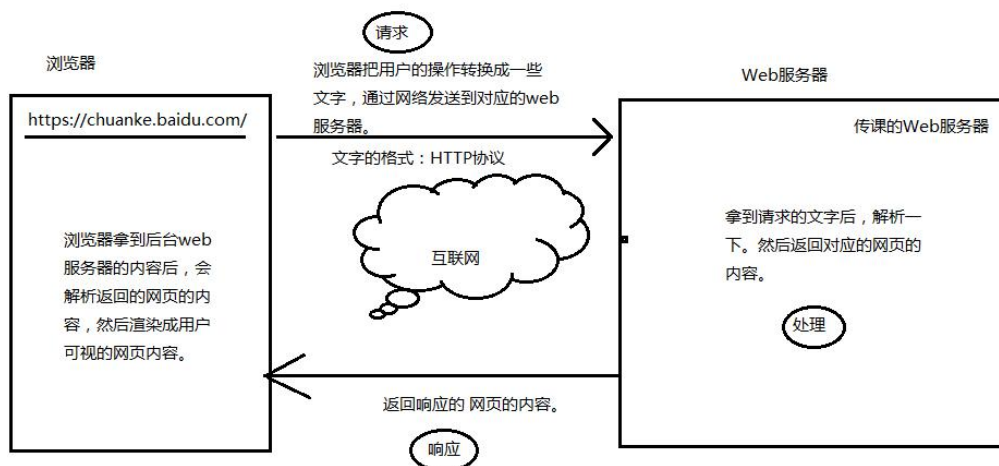 请求
浏览器
浏览器把用户的操作转换成一些
文字，通过网络发送到对应的web
服务器。
Web服务器
https://chuanke.baidu.com/
传课的Web服务器
文字的格式：HTTP协议
浏览器拿到后台web
服务器的内容后，会
解析返回的网页的内
容，然后渲染成用户
可视的网页内容。
互联网
拿到请求的文字后，解析一
下。然后返回对应的网页的
内容。
处理
返回响应的 网页的内容。
响应